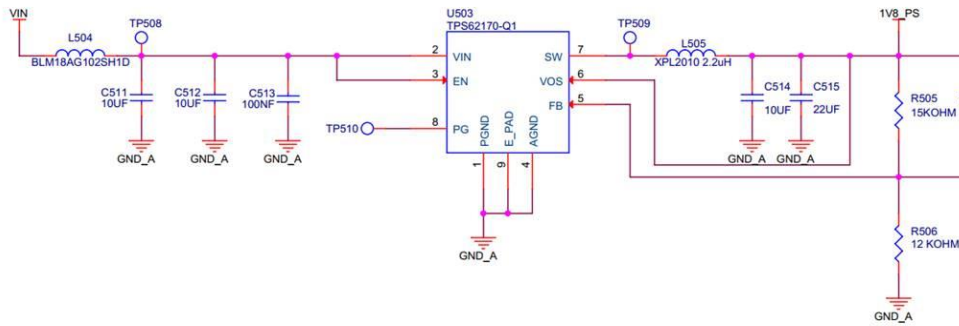 VIN
L504
BLM18AG102SH1D
TP508
C511
10UF
GND_A
C512
10UF
GND_A
C513
100NF
GND_A
TP510
U503
TPS62170-Q1
2
VIN
3
EN
8
PG
SW
7
VOS
6
FB
5
PGND
E_PAD
AGND
1
9
4
GND_A
TP509
L505
XPL2010 2.2uH
C514
10UF
GND_A
C515
22UF
GND_A
1V8_PS
R505
15KOHM
R506
12 KOHM
GND_A